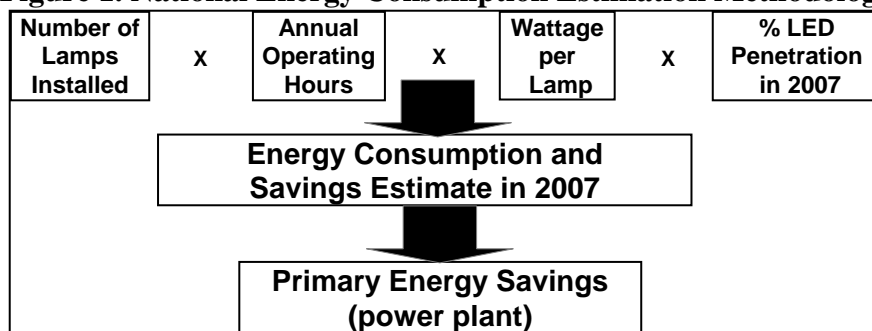 Figure 1. National Energy Consumption Estimation Methodolog
Number of Lamps Installed X Annual Operating Hours X Wattage per Lamp X % LED Penetration in 2007
Energy Consumption and
Savings Estimate in 2007
Primary Energy Savings
(power plant)